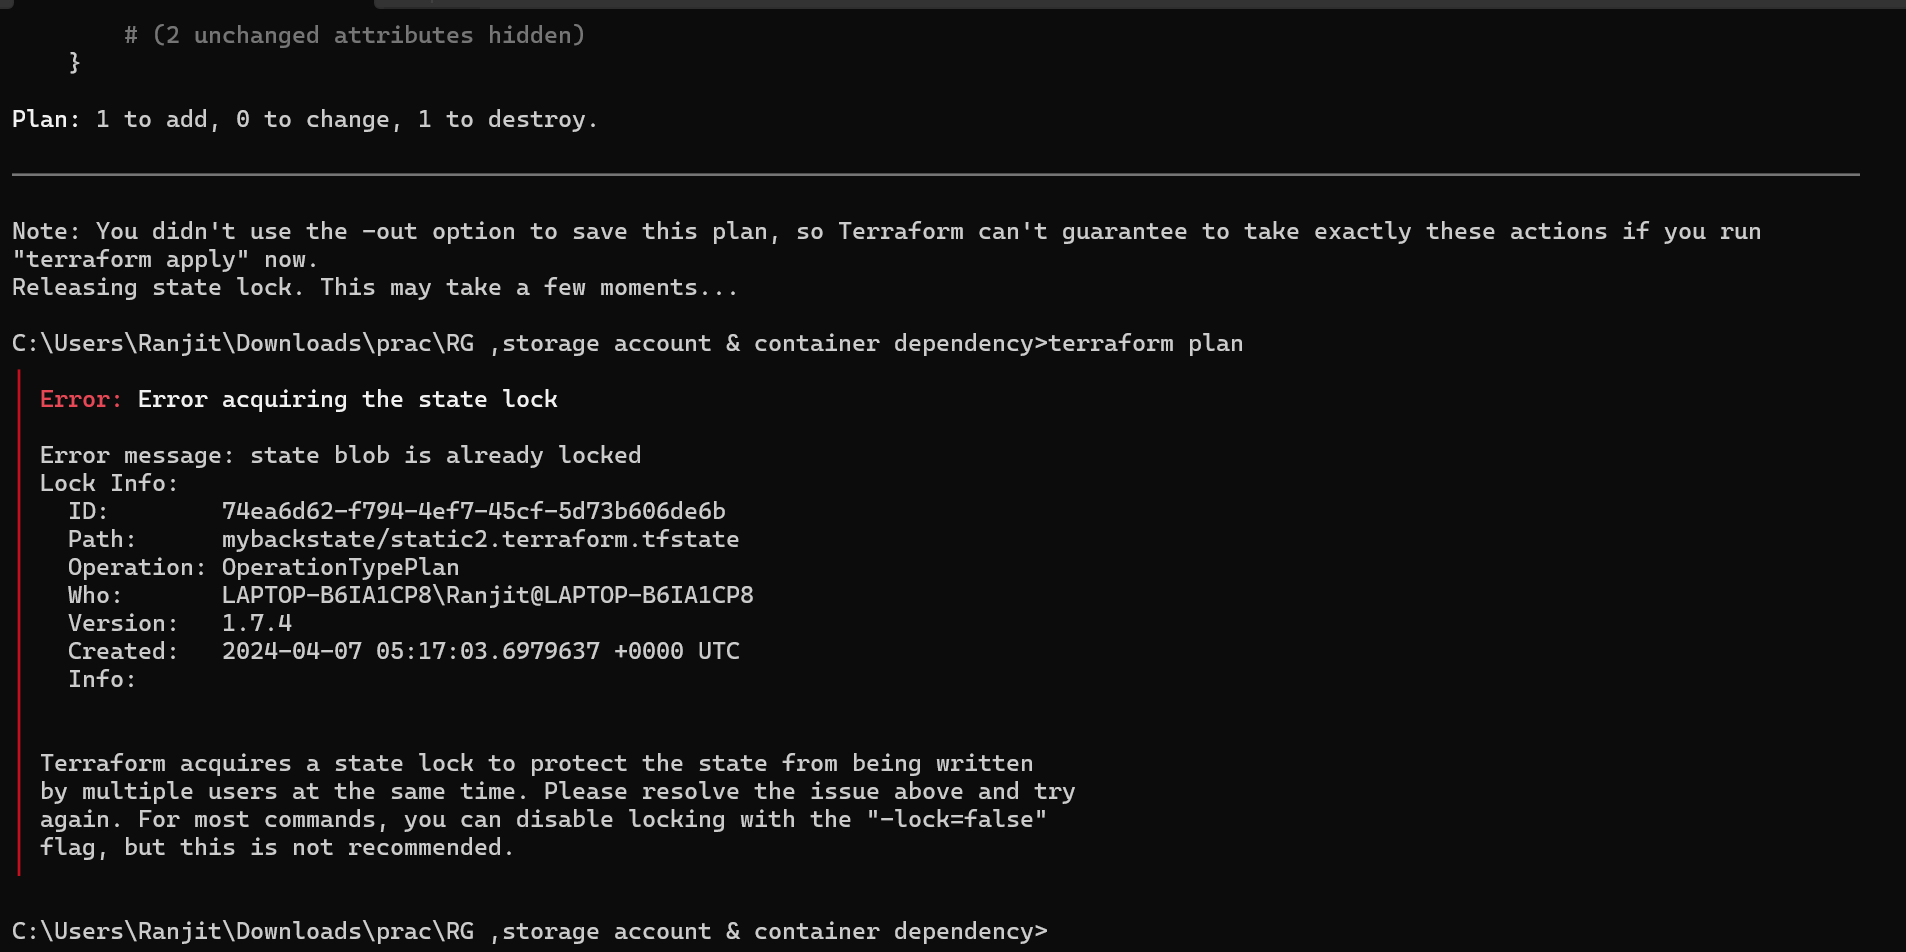 # (2 unchanged attributes hidden)
}
Plan: 1 to add, 0 to change, 1 to destroy.
Note: You didn't use the -out option to save this plan, so Terraform can't guarantee to take exactly these actions if you run
"terraform apply" now.
Releasing state lock. This may take a few moments...
C:\Users\Ranjit\Downloads\prac\RG ,storage account & container dependency>terraform plan
Error: Error acquiring the state lock
Error message: state blob is already locked
Lock Info:
ID:        74ea6d62-f794-4ef7-45cf-5d73b606de6b
Path:      mybackstate/static2.terraform.tfstate
Operation: OperationTypePlan
Who:       LAPTOP-B6IA1CP8\Ranjit@LAPTOP-B6IA1CP8
Version:   1.7.4
Created:   2024-04-07 05:17:03.6979637 +0000 UTC
Info:
Terraform acquires a state lock to protect the state from being written
by multiple users at the same time. Please resolve the issue above and try
again. For most commands, you can disable locking with the "-lock=false"
flag, but this is not recommended.
C:\Users\Ranjit\Downloads\prac\RG ,storage account & container dependency>